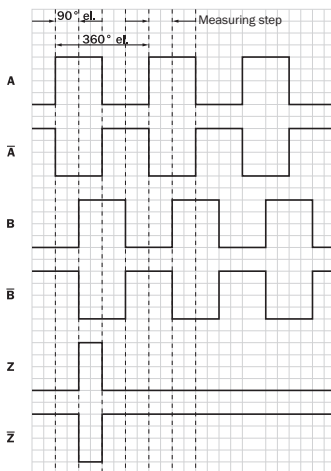 90° el.
Measuring step
360° el.
A
A̅
B
B̅
Z
Z̅